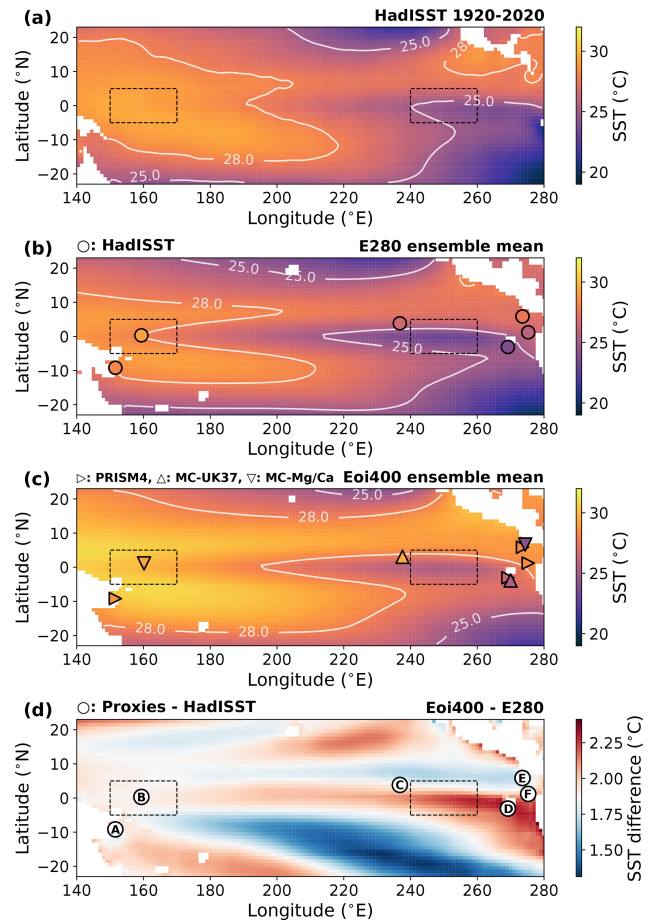 (a) HadISST 1920-2020
20
10
0
−10
−20
Latitude (°N)
25.0
28.0
25.0
28.0
25.0
140 160 180 200 220 240 260 280
Longitude (°E)
30
25
20
SST (°C)
(b) ○: HadISST E280 ensemble mean
20
10
0
−10
−20
Latitude (°N)
25.0
28.0
25.0
140 160 180 200 220 240 260 280
Longitude (°E)
30
25
20
SST (°C)
(c) ▷: PRISM4, △: MC-UK37, ▽: MC-Mg/Ca Eoi400 ensemble mean
20
10
0
−10
−20
Latitude (°N)
25.0
28.0
28.0
25.0
140 160 180 200 220 240 260 280
Longitude (°E)
30
25
20
SST (°C)
(d) ○: Proxies - HadISST Eoi400 - E280
20
10
0
−10
−20
Latitude (°N)
A
B
C
D
E
F
140 160 180 200 220 240 260 280
Longitude (°E)
2.25
2.00
1.75
1.50
SST difference (°C)